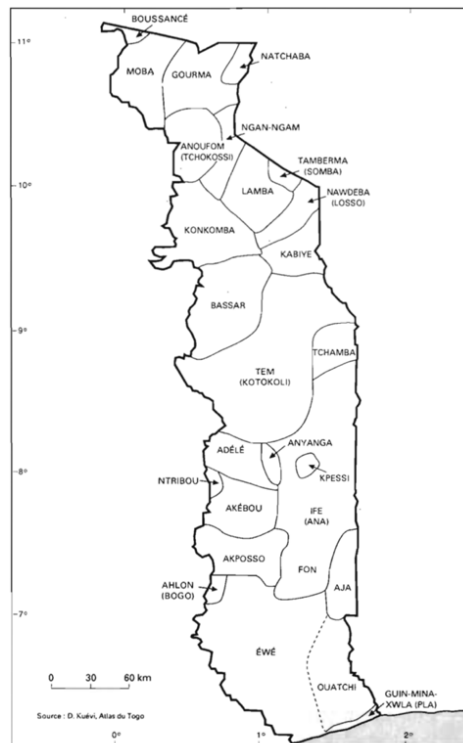 BOUSSANCÉ
11°
MOBA
GOURMA
NATCHABA
NGAN-NGAM
ANOUFOM
(TCHOKOSSI)
TAMBERMA
(SOMBA)
10°
LAMBA
NAWDEBA
(LOSSO)
KONKOMBA
KABIYE
BASSAR
9°
TCHAMBA
TEM
(KOTOKOLI)
ADÉLÉ
ANYANGA
8°
KPESSI
NTRIBOU
AKÉBOU
IFE
(ANA)
AKPOSSO
FON
AHLON
(BOGO)
AJA
7°
ÉWÉ
OUATCHI
0 30 60 km
GUIN-MINA-
XWLA (PLA)
Source : D. Kuévi, Atlas du Togo
0° 1° 2°